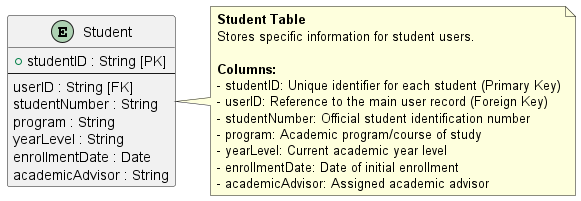 E Student
studentID : String [PK]
userID : String [FK]
studentNumber : String
program : String
yearLevel : String
enrollmentDate : Date
academicAdvisor : String
Student Table
Stores specific information for student users.
Columns:
- studentID: Unique identifier for each student (Primary Key)
- userID: Reference to the main user record (Foreign Key)
- studentNumber: Official student identification number
- program: Academic program/course of study
- yearLevel: Current academic year level
- enrollmentDate: Date of initial enrollment
- academicAdvisor: Assigned academic advisor